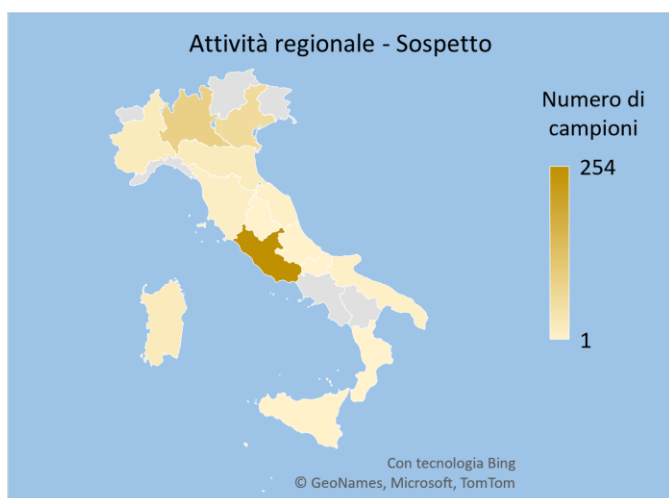 Attività regionale - Sospetto
Numero di
campioni
254
1
Con tecnologia Bing
© GeoNames, Microsoft, TomTom